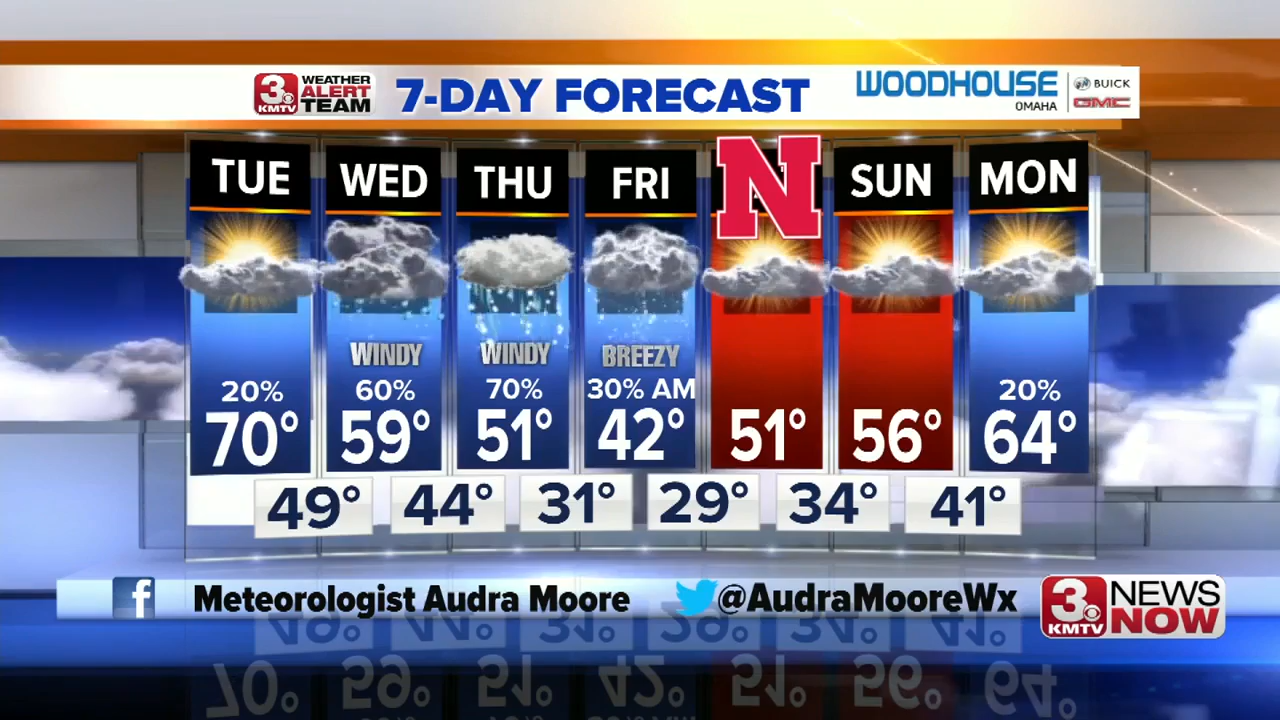 3 KMTV WEATHER ALERT TEAM
7-DAY FORECAST
WOODHOUSE
OMAHA
BUICK
GMC
TUE WED THU FRI N SUN MON
WINDY WINDY BREEZY
20% 60% 70% 30% AM 20%
70° 59° 51° 42° 51° 56° 64°
49° 44° 31° 29° 34° 41°
f Meteorologist Audra Moore @AudraMooreWx
3 KMTV NEWS NOW